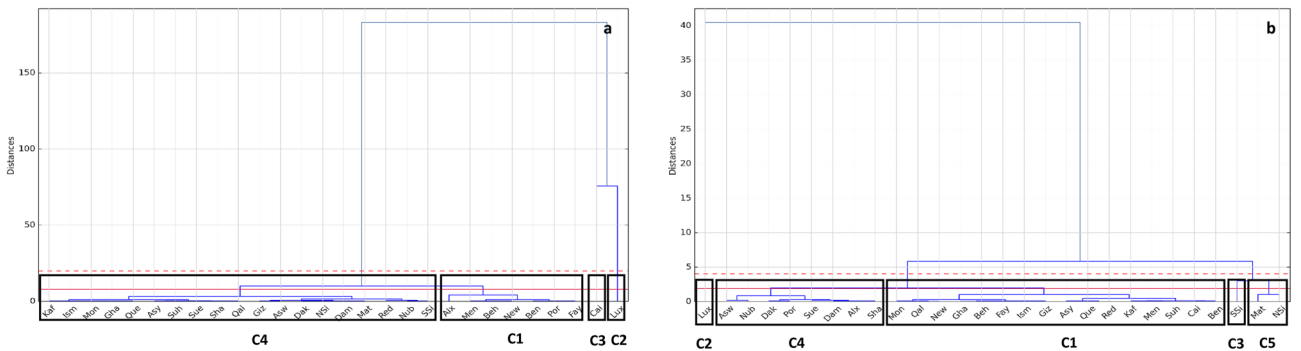 a
Distances
150
100
50
0
Kaf Ism Mon Gha Que Asy Suh Sue Sha Qal Giz Asw Dak NSi Dam Mat Red Nub SSi Alx Men Beh New Ben Por Fay Cai Lux
C4 C1 C3 C2
b
Distances
40
35
30
25
20
15
10
5
0
Lux Asw Nub Dak Por Sue Dam Alx Sha Mon Qal New Gha Beh Fay Ism Giz Asy Que Red Kaf Men Suh Cai Ben SSi Mat NSi
C2 C4 C1 C3 C5